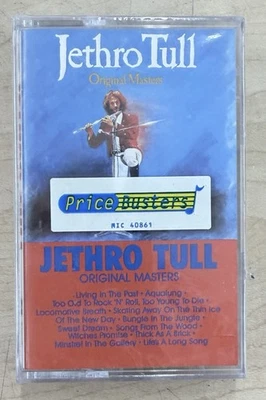 Jethro Tull
Original Masters
Price Busters
MIC 40861
JETHRO TULL
ORIGINAL MASTERS
Living In The Past • Aqualung •
Too Old To Rock 'N' Roll, Too Young To Die •
Locomotive Breath • Skating Away On The Thin Ice
Of The New Day • Bungle In The Jungle •
Sweet Dream • Songs From The Wood •
Witches Promise • Thick As A Brick •
Minstrel In The Gallery • Life's A Long Song